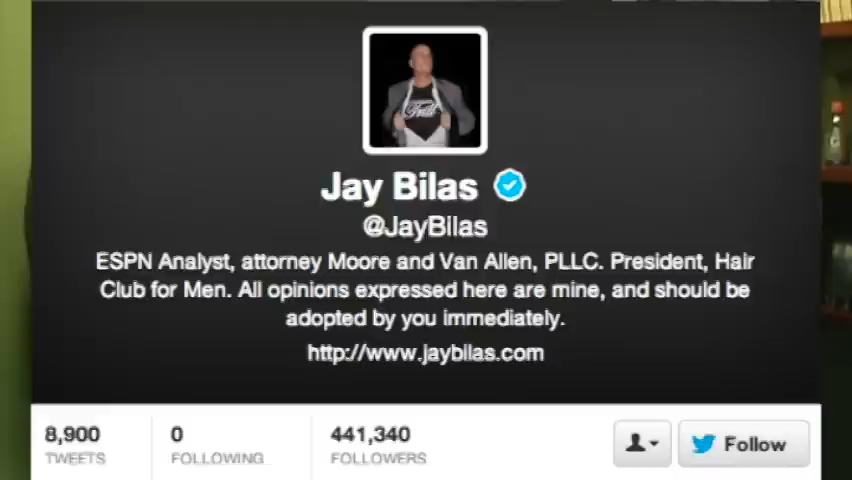 Jay Bilas
@JayBilas
ESPN Analyst, attorney Moore and Van Allen, PLLC. President, Hair
Club for Men. All opinions expressed here are mine, and should be
adopted by you immediately.
http://www.jaybilas.com
8,900 0 441,340
TWEETS FOLLOWING FOLLOWERS
Follow